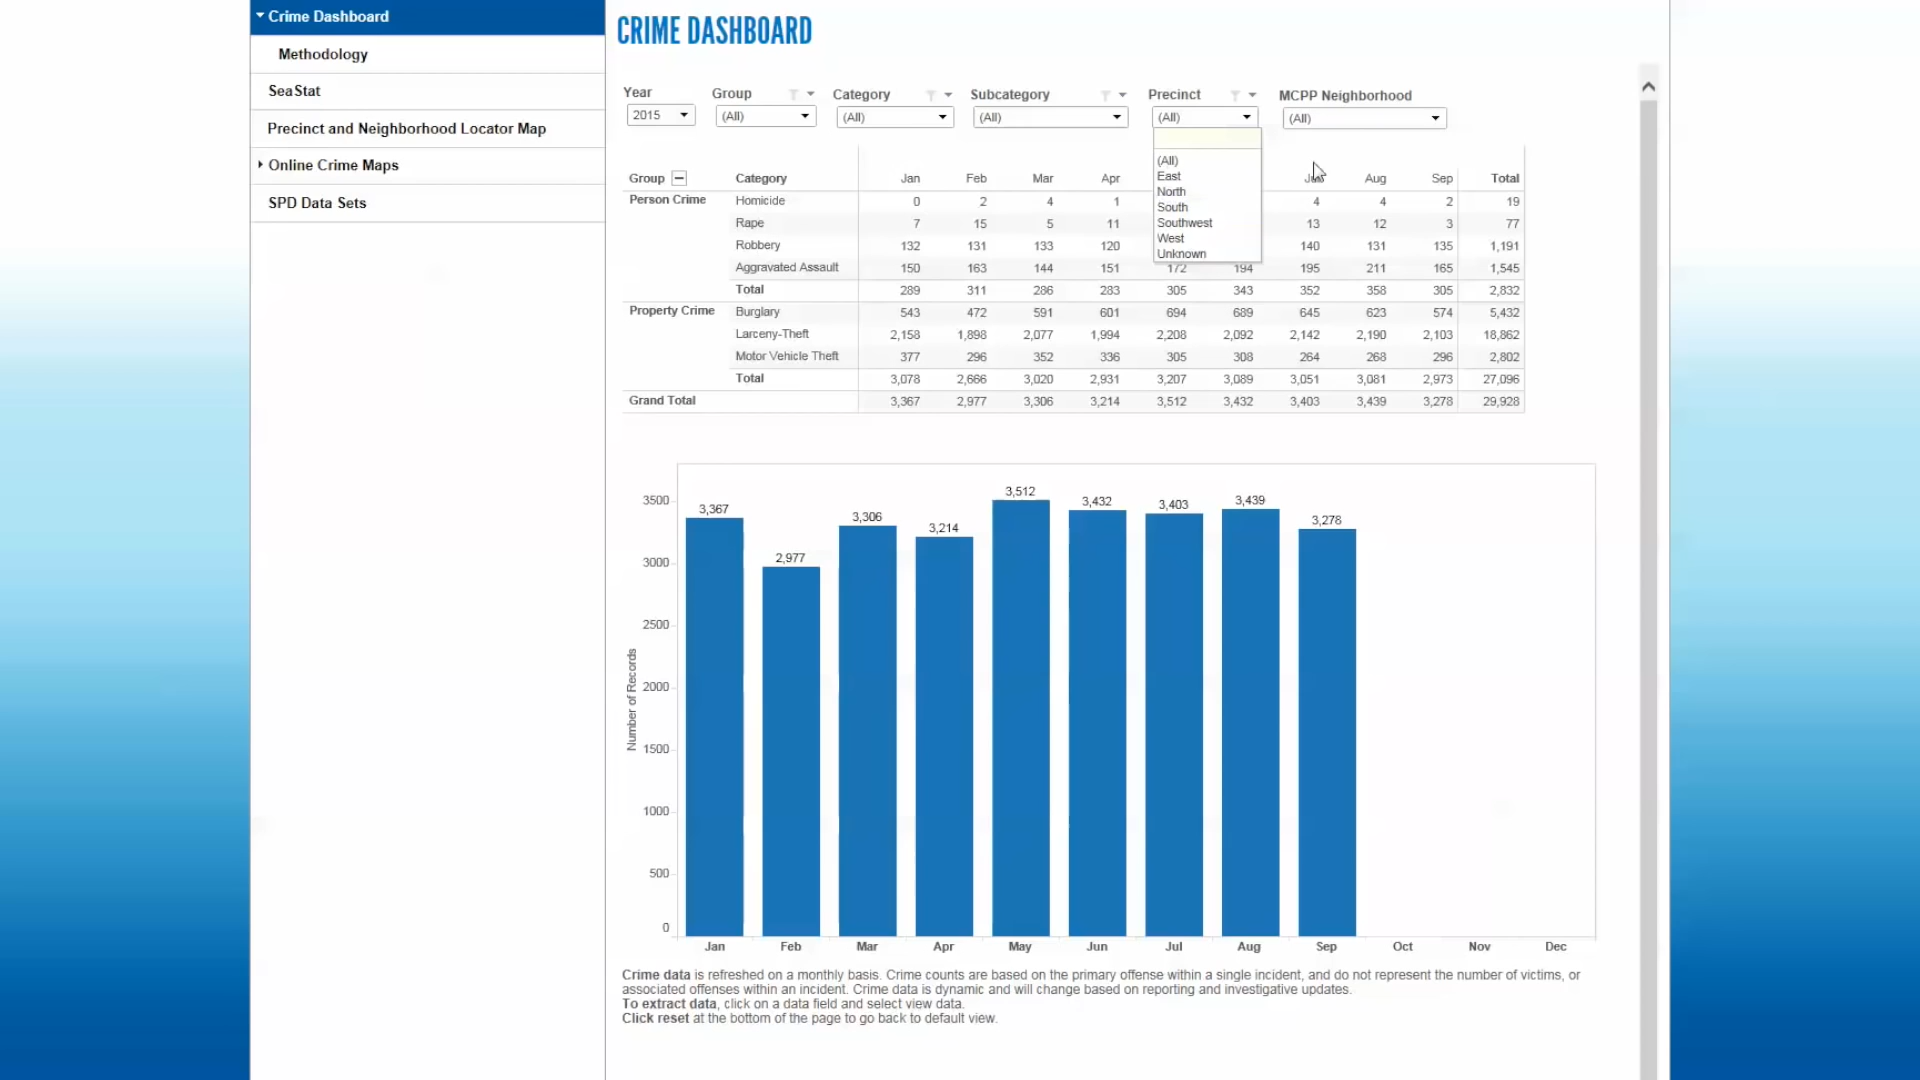 Crime Dashboard
Methodology
SeaStat
Precinct and Neighborhood Locator Map
Online Crime Maps
SPD Data Sets
CRIME DASHBOARD
Year Group Category Subcategory Precinct MCPP Neighborhood
2015 (All) (All) (All) (All) (All)
(All)
East
North
South
Southwest
West
Unknown
Group Category Jan Feb Mar Apr Aug Sep Total
Person Crime Homicide 0 2 4 1 4 4 2 19
Rape 7 15 5 11 13 12 3 77
Robbery 132 131 133 120 140 131 135 1,191
Aggravated Assault 150 163 144 151 172 194 195 211 165 1,545
Total 289 311 286 283 305 343 352 358 305 2,832
Property Crime Burglary 543 472 591 601 694 689 645 623 574 5,432
Larceny-Theft 2,158 1,898 2,077 1,994 2,208 2,092 2,142 2,190 2,103 18,862
Motor Vehicle Theft 377 296 352 336 305 308 264 268 296 2,802
Total 3,078 2,666 3,020 2,931 3,207 3,089 3,051 3,081 2,973 27,096
Grand Total 3,367 2,977 3,306 3,214 3,512 3,432 3,403 3,439 3,278 29,928
3500
3000
2500
2000
1500
1000
500
0
Number of Records
3,367 2,977 3,306 3,214 3,512 3,432 3,403 3,439 3,278
Jan Feb Mar Apr May Jun Jul Aug Sep Oct Nov Dec
Crime data is refreshed on a monthly basis. Crime counts are based on the primary offense within a single incident, and do not represent the number of victims, or
associated offenses within an incident. Crime data is dynamic and will change based on reporting and investigative updates.
To extract data, click on a data field and select view data.
Click reset at the bottom of the page to go back to default view.